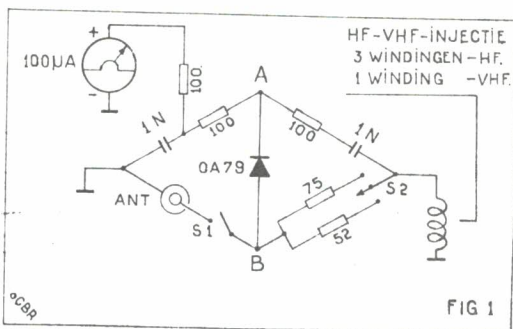 HF-VHF-INJECTIE
3 WINDINGEN-HF.
1 WINDING -VHF.
+
100µA
-
100.
A
1N
100
100
1N
OA79
S2
75
ANT
52
S1
B
©CBR
FIG 1